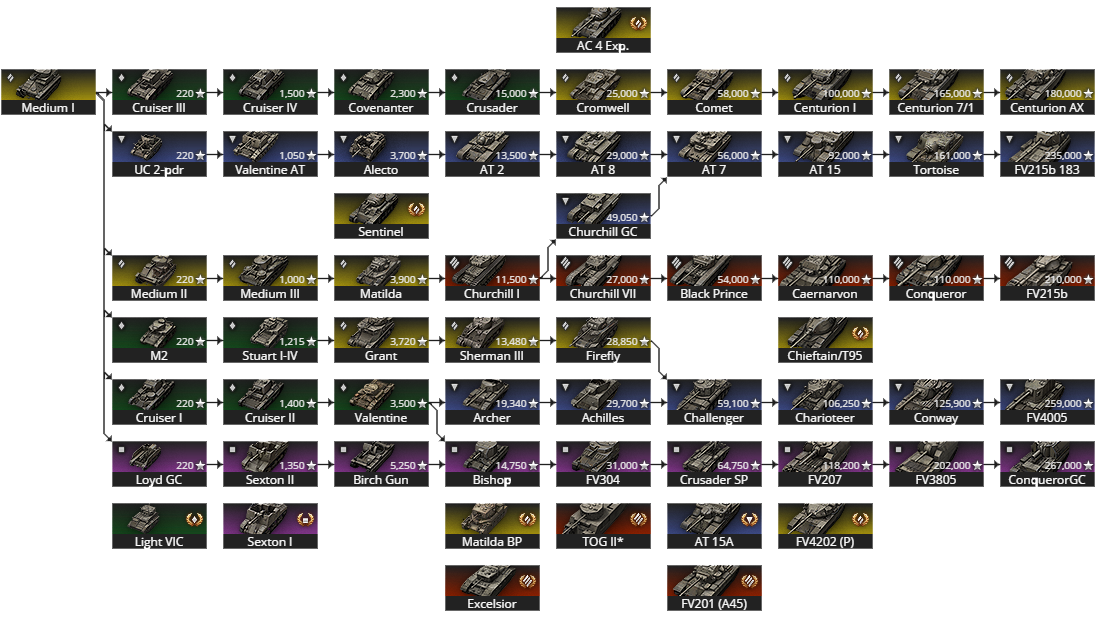 AC 4 Exp.
Medium I
220
Cruiser III
1,500
Cruiser IV
2,300
Covenanter
15,000
Crusader
25,000
Cromwell
58,000
Comet
100,000
Centurion I
165,000
Centurion 7/1
180,000
Centurion AX
220
UC 2-pdr
1,050
Valentine AT
3,700
Alecto
13,500
AT 2
29,000
AT 8
56,000
AT 7
92,000
AT 15
161,000
Tortoise
235,000
FV215b 183
Sentinel
49,050
Churchill GC
220
Medium II
1,000
Medium III
3,900
Matilda
11,500
Churchill I
27,000
Churchill VII
54,000
Black Prince
110,000
Caernarvon
110,000
Conqueror
210,000
FV215b
220
M2
1,215
Stuart I-IV
3,720
Grant
13,480
Sherman III
28,850
Firefly
Chieftain/T95
220
Cruiser I
1,400
Cruiser II
3,500
Valentine
19,340
Archer
29,700
Achilles
59,100
Challenger
106,250
Charioteer
125,900
Conway
259,000
FV4005
220
Loyd GC
1,350
Sexton II
5,250
Birch Gun
14,750
Bishop
31,000
FV304
64,750
Crusader SP
118,200
FV207
202,000
FV3805
267,000
ConquerorGC
Light VIC
Sexton I
Matilda BP
TOG II*
AT 15A
FV4202 (P)
Excelsior
FV201 (A45)